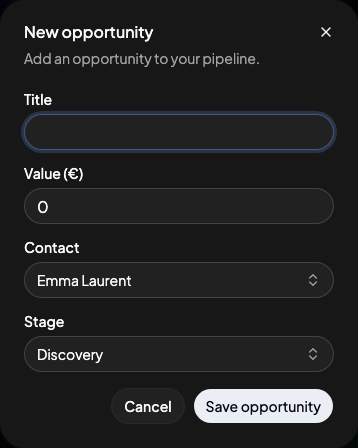 New opportunity
Add an opportunity to your pipeline.
Title
Value (€)
0
Contact
Emma Laurent
Stage
Discovery
Cancel
Save opportunity